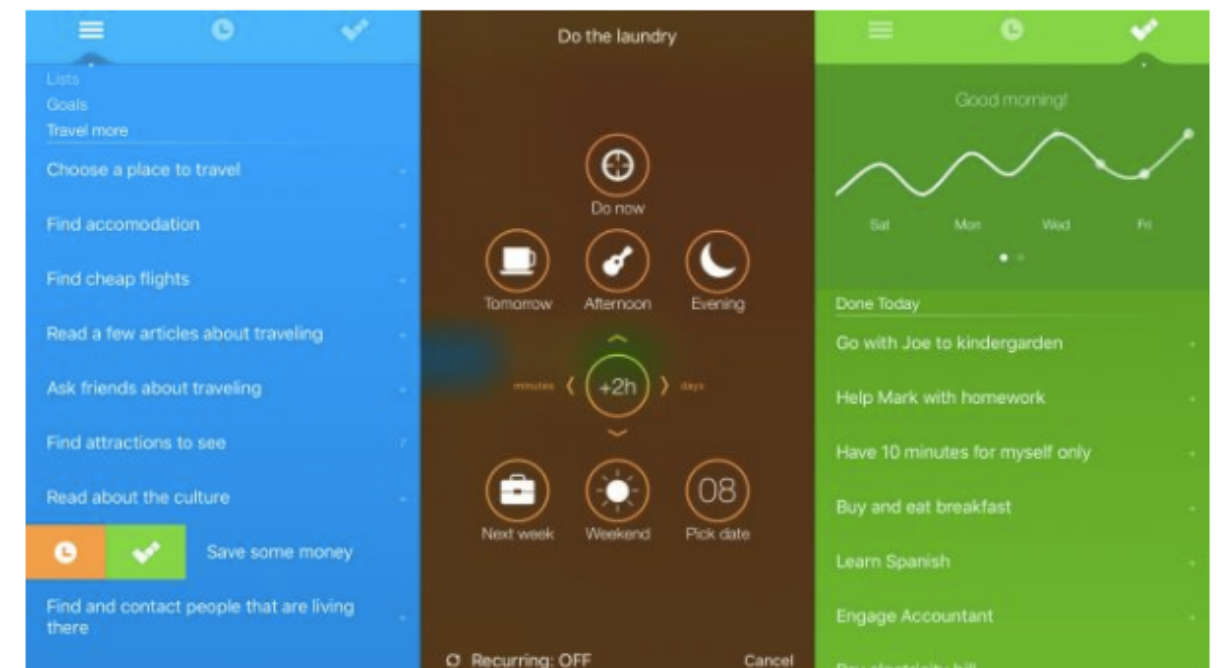 Lists
Goals
Travel more
Choose a place to travel
Find accomodation
Find cheap flights
Read a few articles about traveling
Ask friends about traveling
Find attractions to see
7
Read about the culture
Save some money
Find and contact people that are living
there
Do the laundry
Do now
Tomorrow
Afternoon
Evening
minutes
+2h
days
Next week
Weekend
08
Pick date
Recurring: OFF
Cancel
Good morning!
Sat
Mon
Wed
Fri
Done Today
Go with Joe to kindergarden
Help Mark with homework
Have 10 minutes for myself only
Buy and eat breakfast
Learn Spanish
Engage Accountant
Pay electricity bill